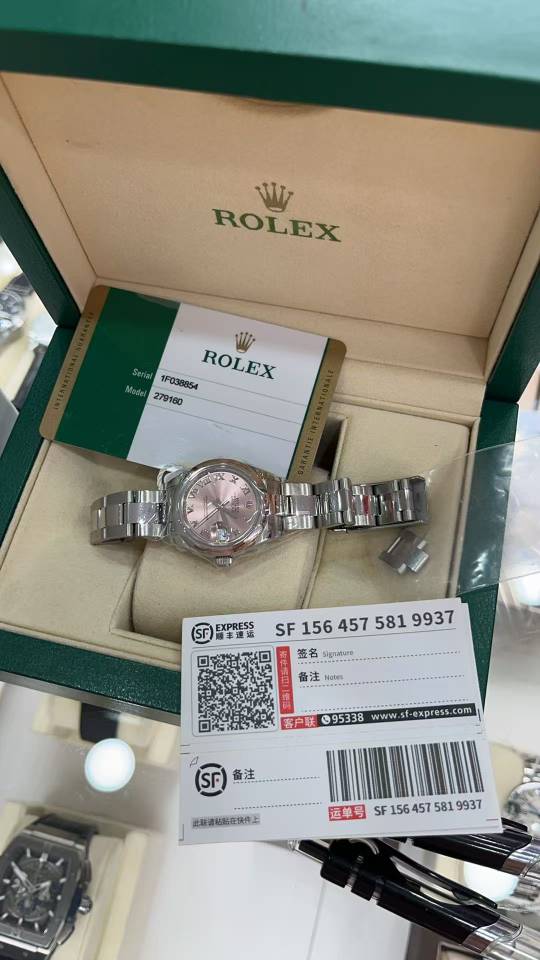 ROLEX
INTERNATIONAL GUARANTEE
ROLEX
Serial 1F038854
Model 279160
GARANTIE INTERNATIONALE
SF EXPRESS
顺丰速运
SF 156 457 581 9937
签名 Signature
备注 Notes
寄件请扫二维码
客户联 95338 www.sf-express.com
SF 备注
运单号 SF 156 457 581 9937
此联请粘贴在快件上